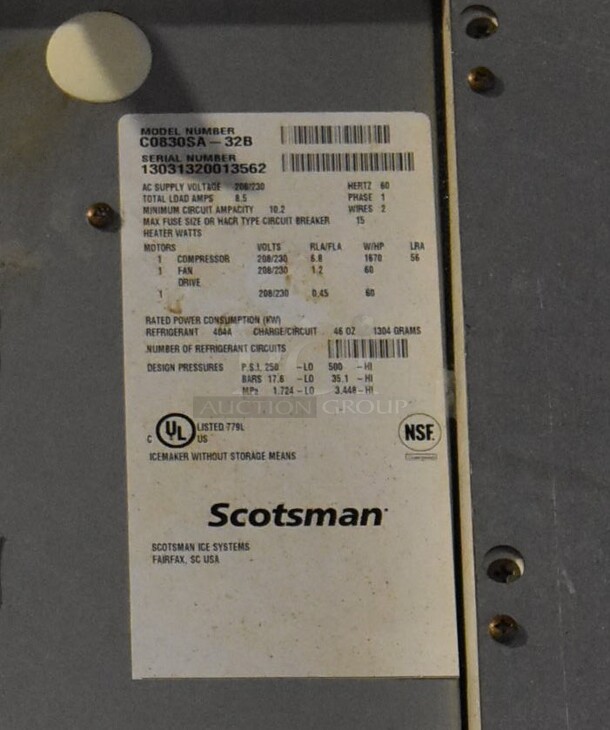 MODEL NUMBER
C0830SA - 32B
SERIAL NUMBER
13031320013562
AC SUPPLY VOLTAGE 208/230 HERTZ 60
TOTAL LOAD AMPS 8.5 PHASE 1
MINIMUM CIRCUIT AMPACITY 10.2 WIRES 2
MAX FUSE SIZE OR HACR TYPE CIRCUIT BREAKER 15
HEATER WATTS
MOTORS VOLTS RLA/FLA W/HP LRA
1 COMPRESSOR 208/230 6.8 1670 56
1 FAN 208/230 1.2 60
DRIVE
1 208/230 0.45 60
RATED POWER CONSUMPTION (KW)
REFRIGERANT 404A CHARGE/CIRCUIT 46 OZ 1304 GRAMS
NUMBER OF REFRIGERANT CIRCUITS
DESIGN PRESSURES P.S.I. 250 - LO 500 - HI
BARS 17.6 - LO 35.1 - HI
MPa 1.724 - LO 3.448 - HI
AUCTION GROUP
C UL US LISTED 778L
NSF
ICEMAKER WITHOUT STORAGE MEANS
Scotsman
SCOTSMAN ICE SYSTEMS
FAIRFAX, SC USA